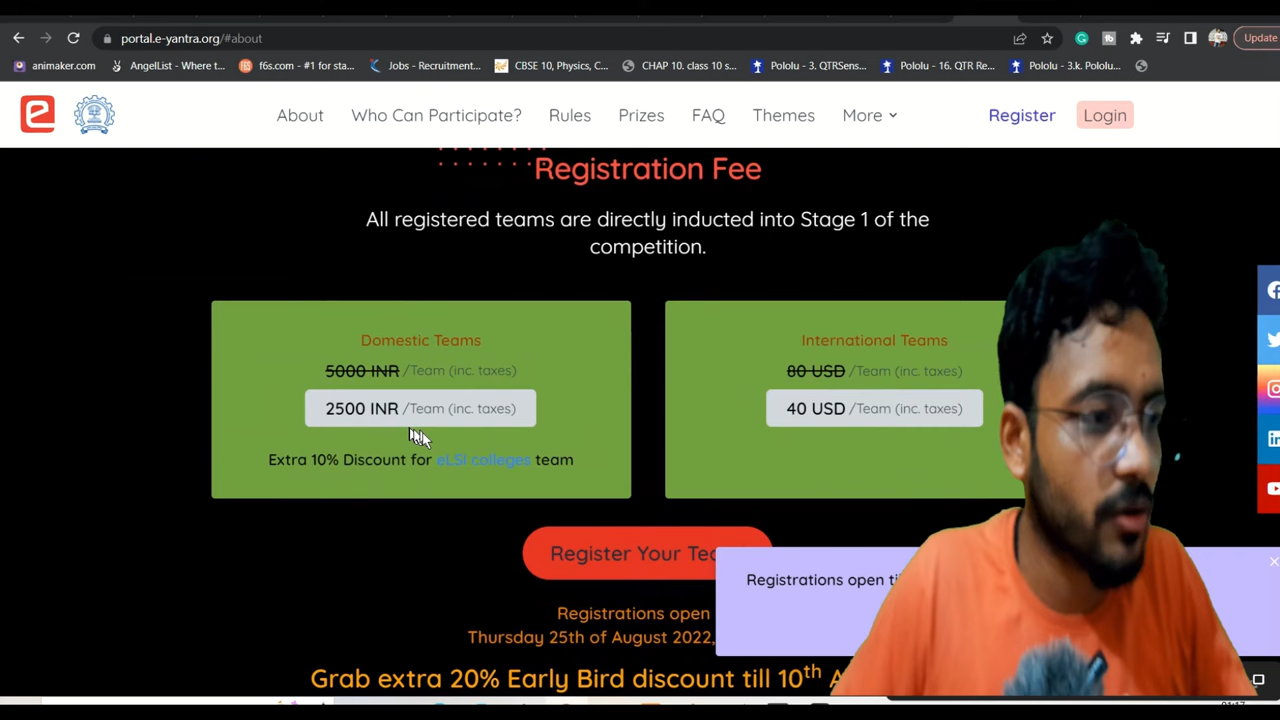 portal.e-yantra.org/#about
Update
animaker.com
AngelList - Where t...
f6s.com - #1 for sta...
Jobs - Recruitment...
CBSE 10, Physics, C...
CHAP 10. class 10 s...
Pololu - 3. QTRSens...
Pololu - 16. QTR Re...
Pololu - 3.k. Pololu...
About
Who Can Participate?
Rules
Prizes
FAQ
Themes
More
Register
Login
Registration Fee
All registered teams are directly inducted into Stage 1 of the
competition.
Domestic Teams
5000 INR /Team (inc. taxes)
2500 INR /Team (inc. taxes)
Extra 10% Discount for eLSI colleges team
International Teams
80 USD /Team (inc. taxes)
40 USD /Team (inc. taxes)
Register Your
Registrations open
Registrations open
Thursday 25th of August 2022,
Grab extra 20% Early Bird discount till 10th